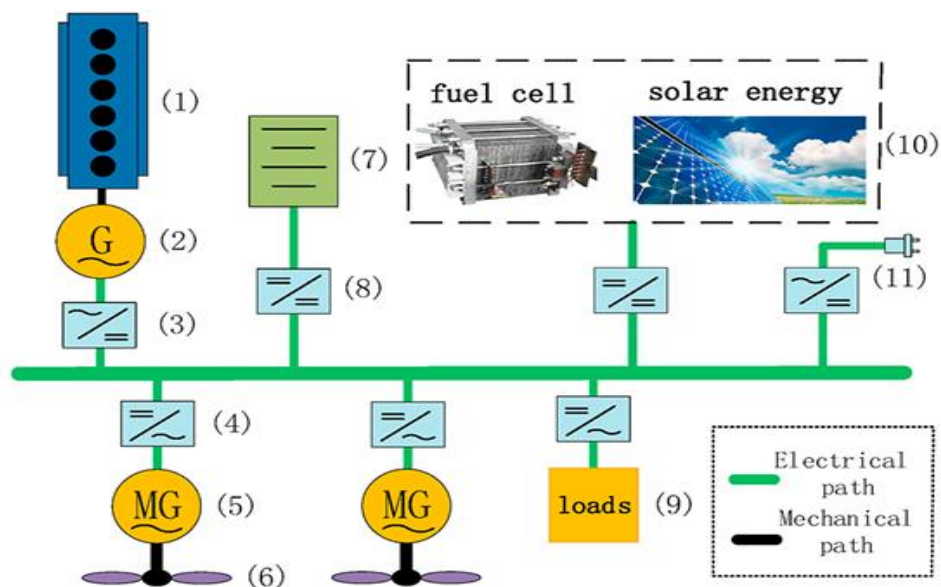 (1)
fuel cell
solar energy
(7)
(10)
G
(2)
(8)
(11)
(3)
(4)
MG
(5)
MG
loads
(9)
(6)
Electrical
path
Mechanical
path